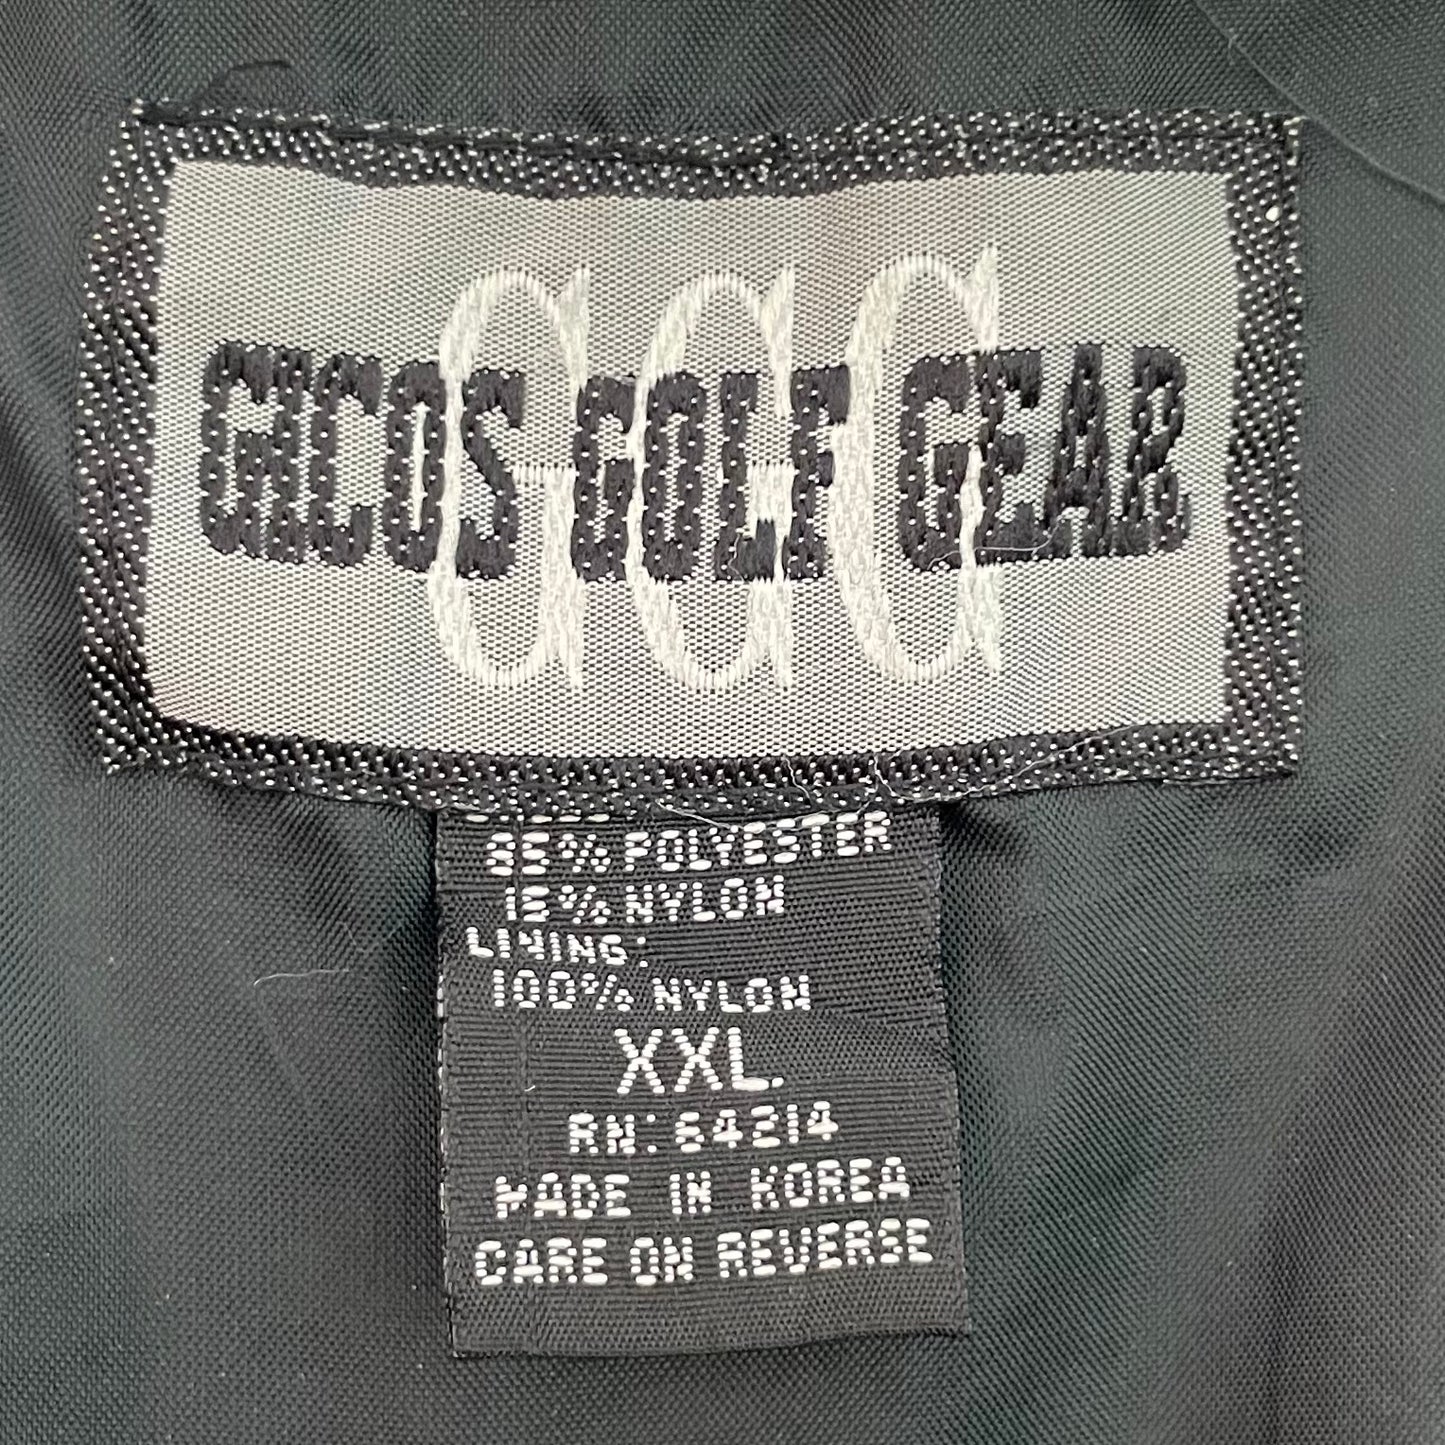 GICOS GOLF GEAR
GGG
85% POLYESTER
15% NYLON
LINING:
100% NYLON
XXL
RN: 64214
MADE IN KOREA
CARE ON REVERSE